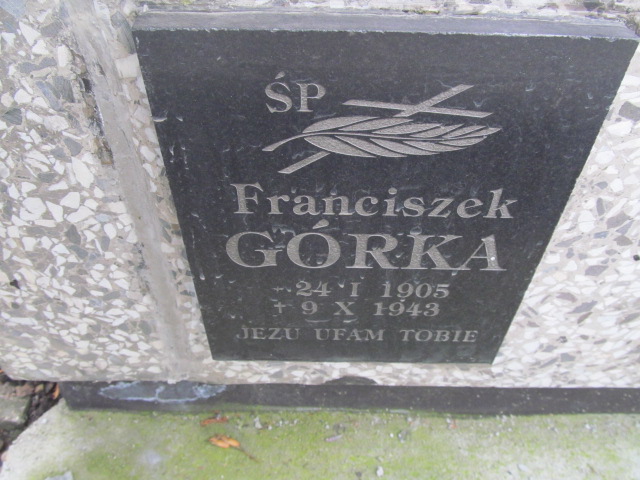 ŚP
Franciszek
GÓRKA
24 I 1905
+ 9 X 1943
JEZU UFAM TOBIE